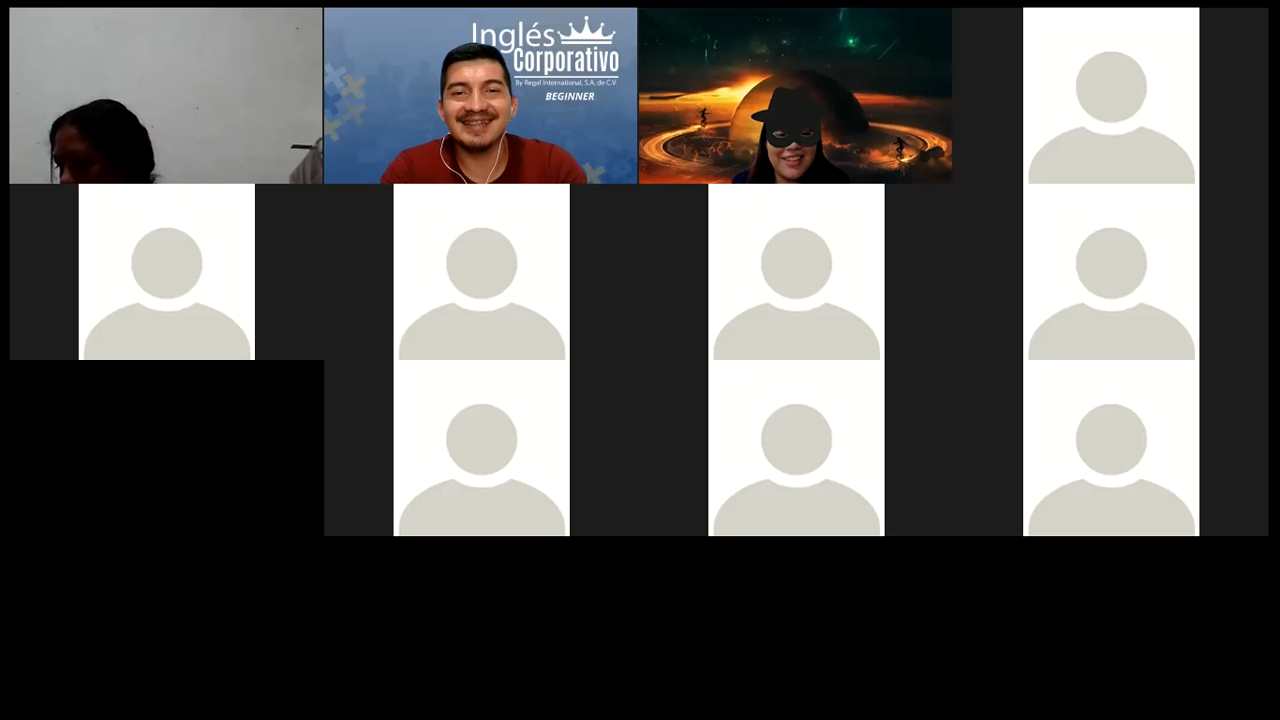 Inglés
Corporativo
By Regal International, S.A. de C.V.
BEGINNER